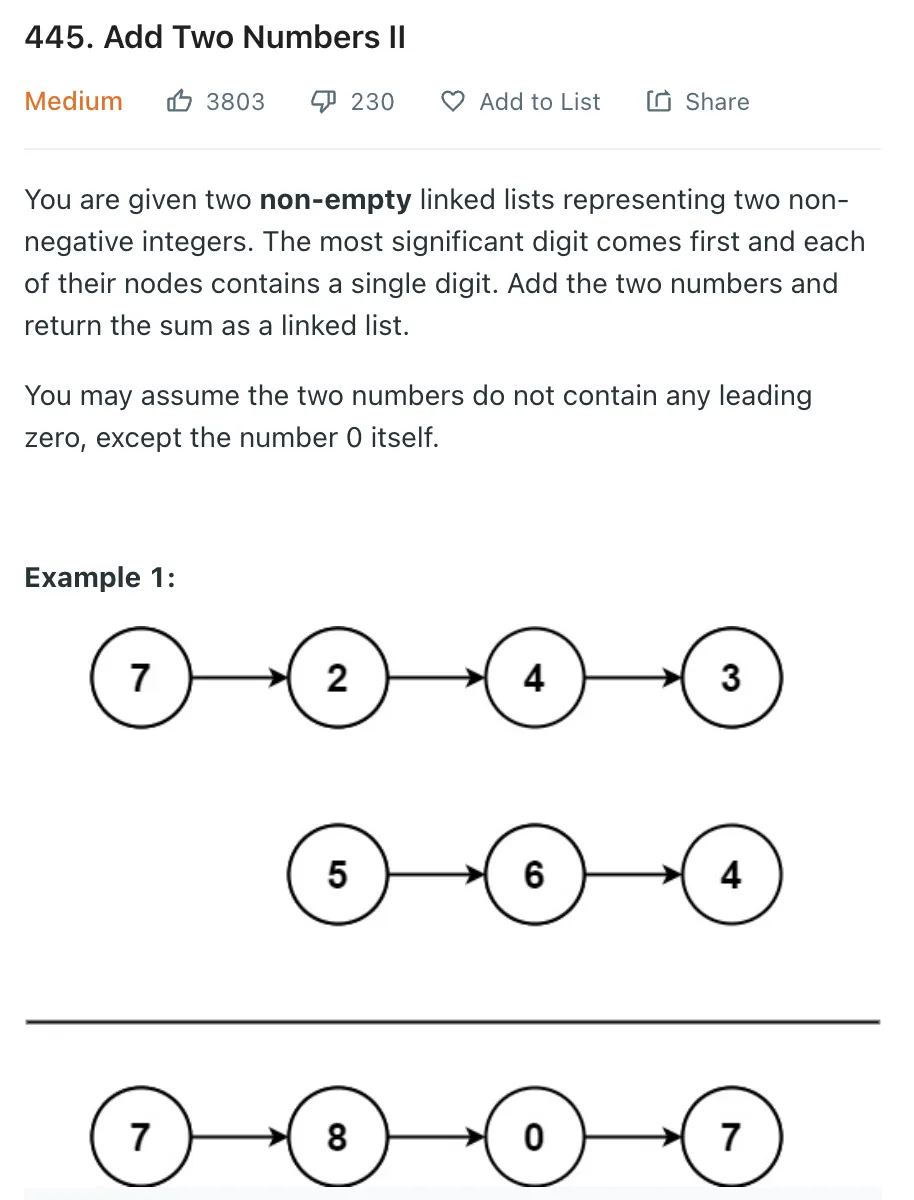 445. Add Two Numbers II
Medium 3803 230 Add to List Share
You are given two non-empty linked lists representing two non-
negative integers. The most significant digit comes first and each
of their nodes contains a single digit. Add the two numbers and
return the sum as a linked list.
You may assume the two numbers do not contain any leading
zero, except the number 0 itself.
Example 1:
7 2 4 3
5 6 4
7 8 0 7